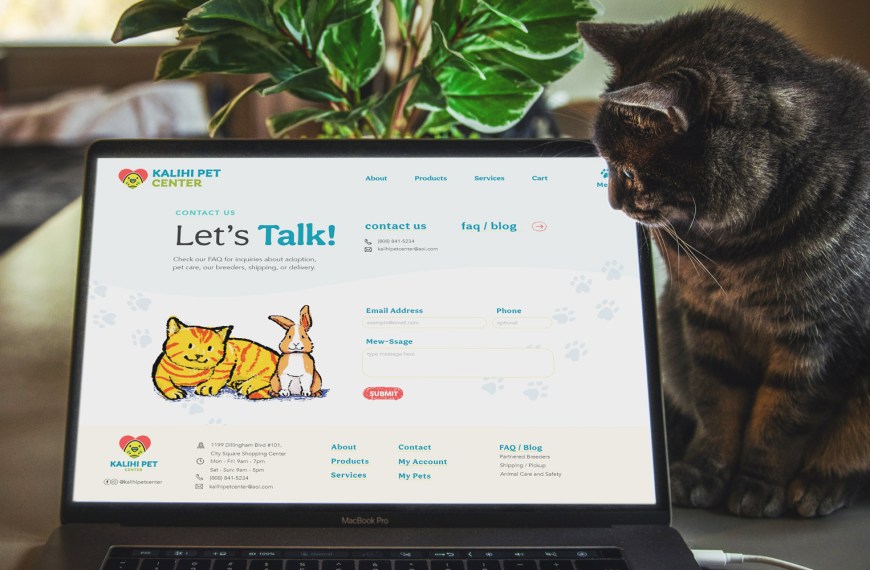 KALIHI PET
CENTER
About
Products
Services
Cart
CONTACT US
Let's Talk!
Check our FAQ for inquiries about adoption,
pet care, our breeders, shipping, or delivery.
contact us
(808) 841-5234
kalihipetcenter@aol.com
faq / blog
Email Address
Phone
optional
Mew-Ssage
type message here
SUBMIT
KALIHI PET
CENTER
@kalihipetcenter
1199 Dillingham Blvd #101,
City Square Shopping Center
Mon - Fri: 9am - 7pm
Sat - Sun: 9am - 5pm
(808) 841-5234
kalihipetcenter@aol.com
About
Products
Services
Contact
My Account
My Pets
FAQ / Blog
Partnered Breeders
Shipping / Pickup
Animal Care and Safety
MacBook Pro